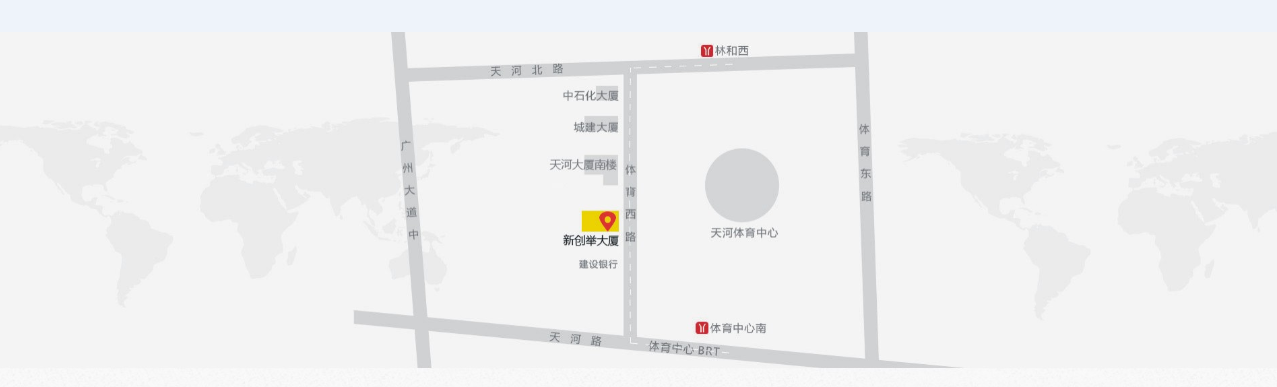 林和西
天河北路
中石化大厦
城建大厦
天河大厦南楼
广州大道中
体育西路
体育东路
天河体育中心
新创举大厦
建设银行
体育中心南
天河路
体育中心 BRT